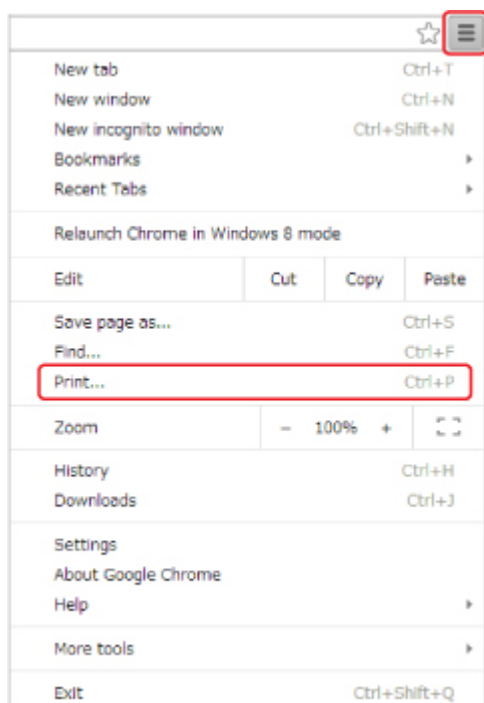 New tab Ctrl+T
New window Ctrl+N
New incognito window Ctrl+Shift+N
Bookmarks
Recent Tabs
Relaunch Chrome in Windows 8 mode
Edit Cut Copy Paste
Save page as... Ctrl+S
Find... Ctrl+F
Print... Ctrl+P
Zoom − 100% +
History Ctrl+H
Downloads Ctrl+J
Settings
About Google Chrome
Help
More tools
Exit Ctrl+Shift+Q